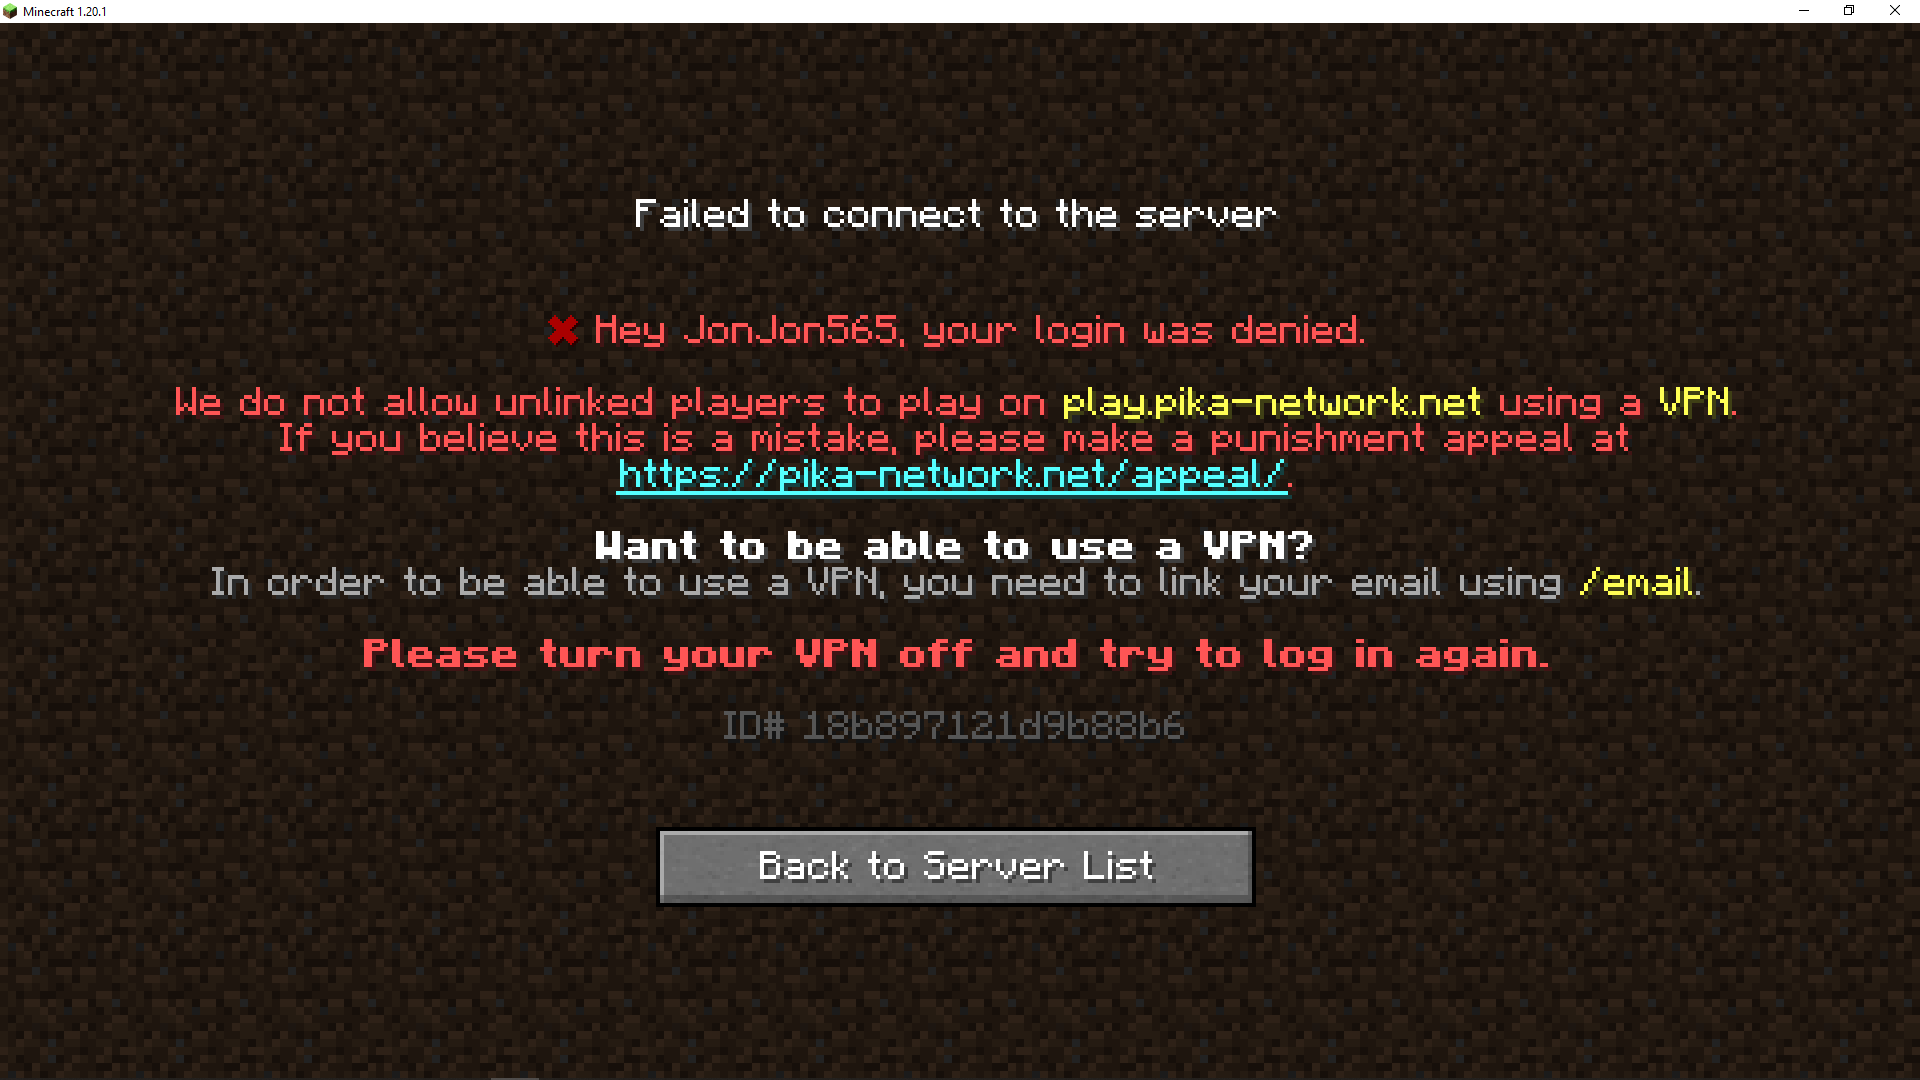 Minecraft 1.20.1
Failed to connect to the server
✖ Hey JonJon565, your login was denied.
We do not allow unlinked players to play on play.pika-network.net using a VPN.
If you believe this is a mistake, please make a punishment appeal at
https://pika-network.net/appeal/.
Want to be able to use a VPN?
In order to be able to use a VPN, you need to link your email using /email.
Please turn your VPN off and try to log in again.
ID# 18b897121d9b88b6
Back to Server List